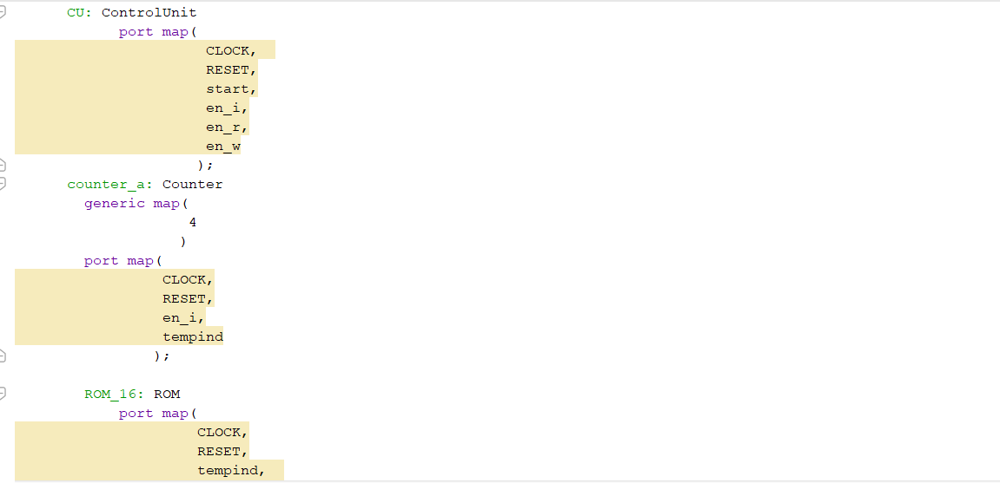 CU: ControlUnit
port map(
CLOCK,
RESET,
start,
en_i,
en_r,
en_w
);
counter_a: Counter
generic map(
4
)
port map(
CLOCK,
RESET,
en_i,
tempind
);
ROM_16: ROM
port map(
CLOCK,
RESET,
tempind,